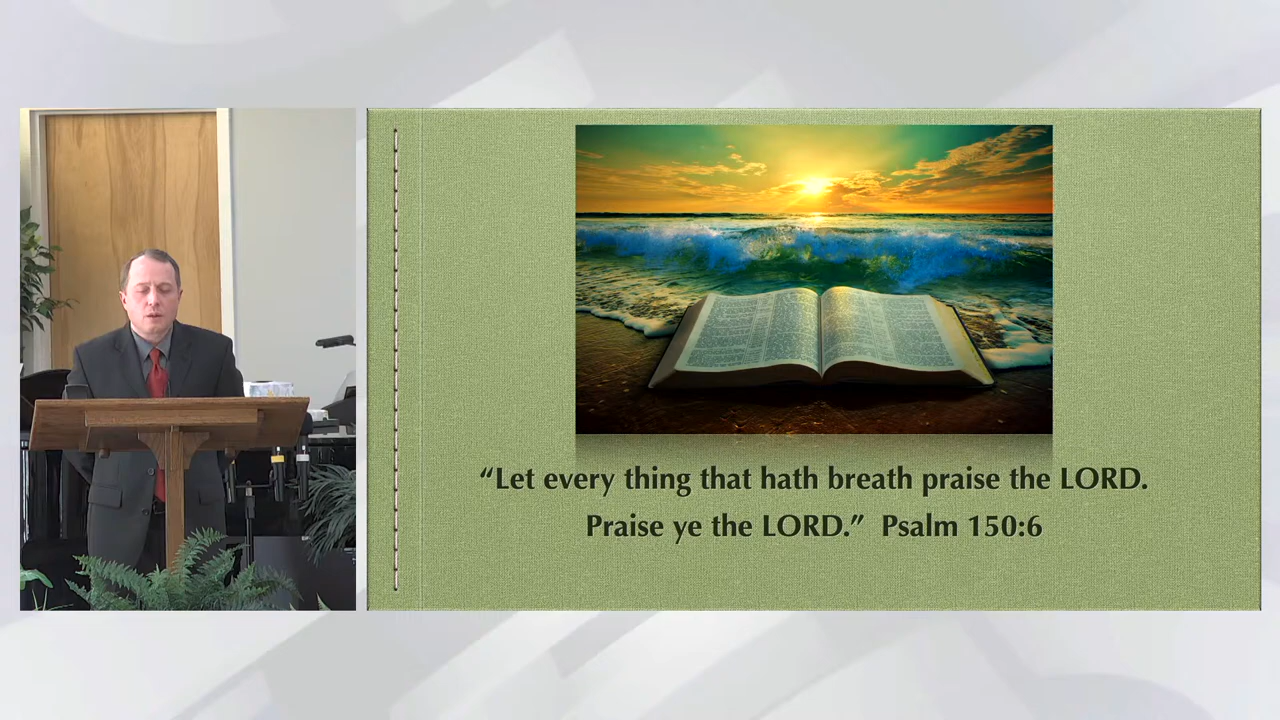 “Let every thing that hath breath praise the LORD.
Praise ye the LORD.”  Psalm 150:6